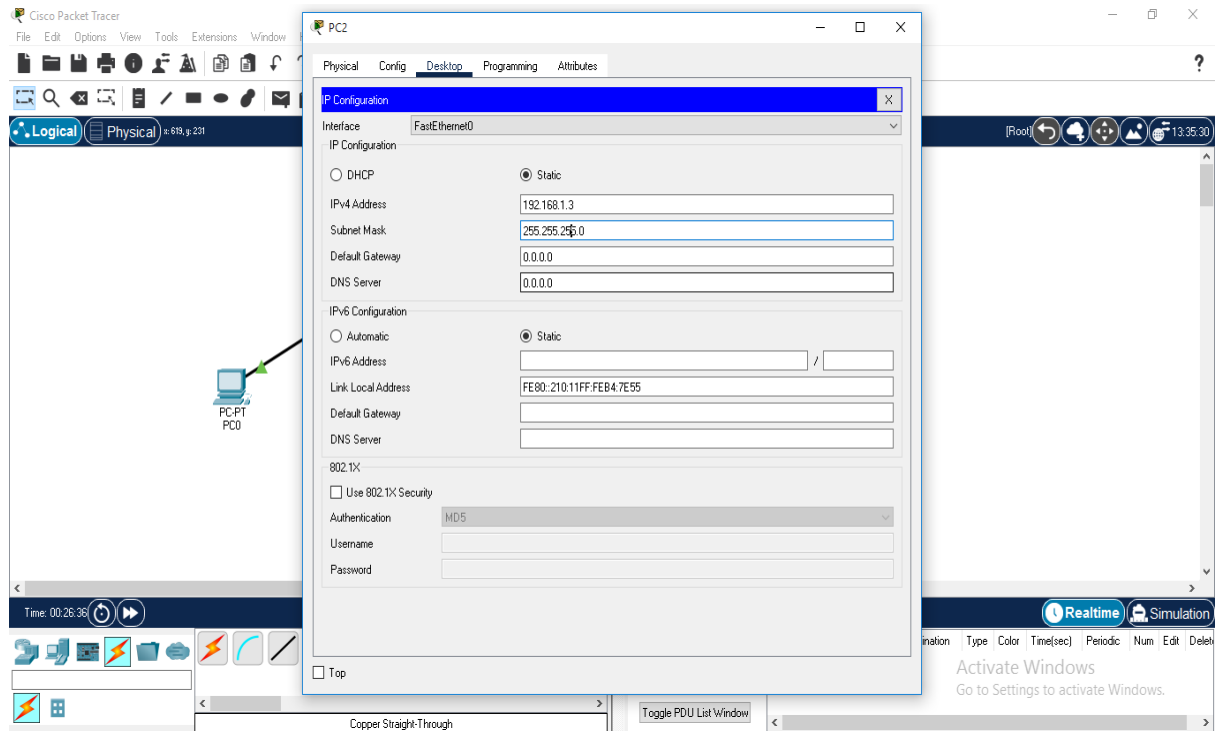 Cisco Packet Tracer
File Edit Options View Tools Extensions Window
PC2
Physical Config Desktop Programming Attributes
IP Configuration X
Interface FastEthernet0
IP Configuration
DHCP Static
IPv4 Address 192.168.1.3
Subnet Mask 255.255.255.0
Default Gateway 0.0.0.0
DNS Server 0.0.0.0
IPv6 Configuration
Automatic Static
IPv6 Address /
Link Local Address FE80::210:11FF:FEB4:7E55
Default Gateway
DNS Server
802.1X
Use 802.1X Security
Authentication MD5
Username
Password
Top
Logical Physical x: 619, y: 231
[Root] 13:35:30
PC-PT
PC0
Time: 00:26:36
Realtime Simulation
Type Color Time(sec) Periodic Num Edit
Activate Windows
Go to Settings to activate Windows.
Toggle PDU List Window
Copper Straight-Through